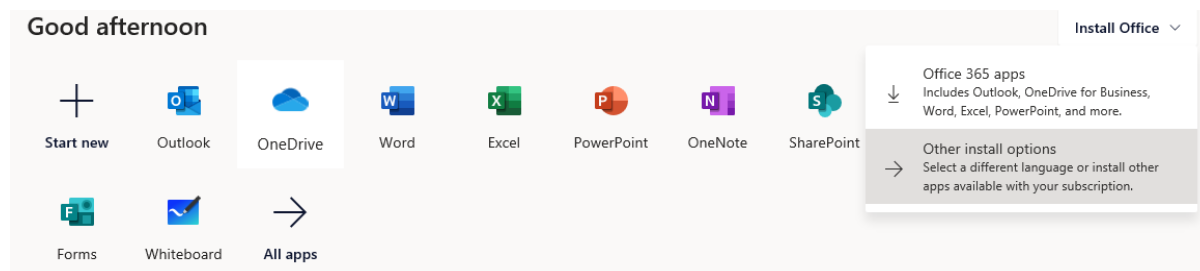 Good afternoon
Install Office
Office 365 apps
Includes Outlook, OneDrive for Business,
Word, Excel, PowerPoint, and more.
Start new
Outlook
OneDrive
Word
Excel
PowerPoint
OneNote
SharePoint
Other install options
Select a different language or install other
apps available with your subscription.
Forms
Whiteboard
All apps